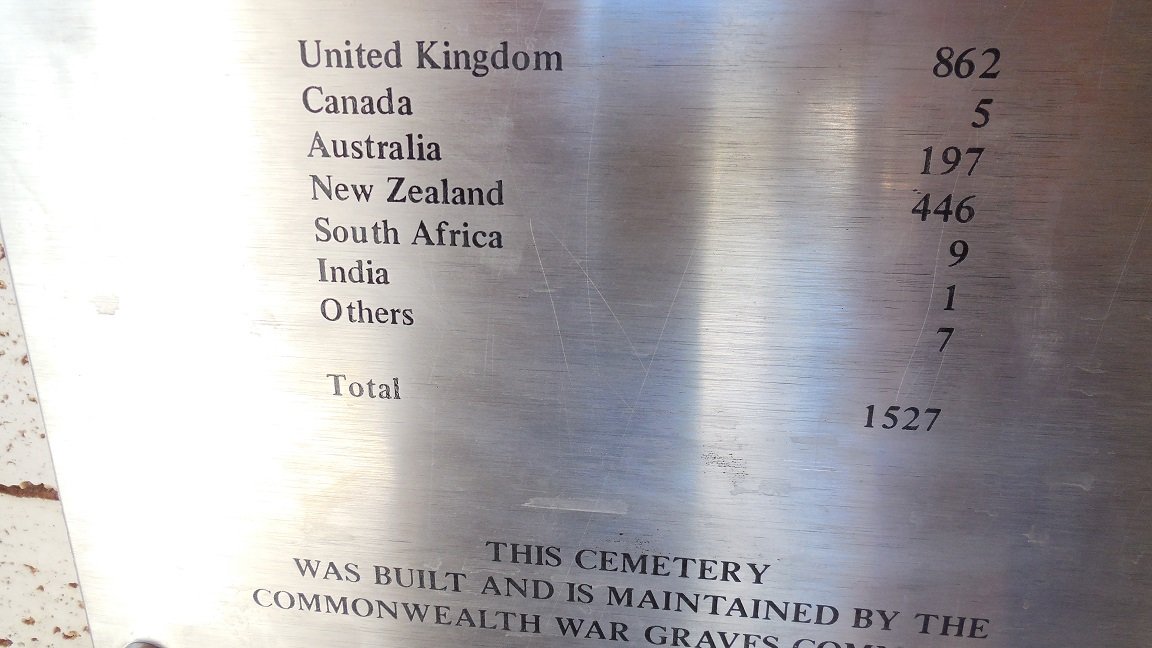 United Kingdom 862
Canada 5
Australia 197
New Zealand 446
South Africa 9
India 1
Others 7
Total 1527
THIS CEMETERY
WAS BUILT AND IS MAINTAINED BY THE
COMMONWEALTH WAR GRAVES